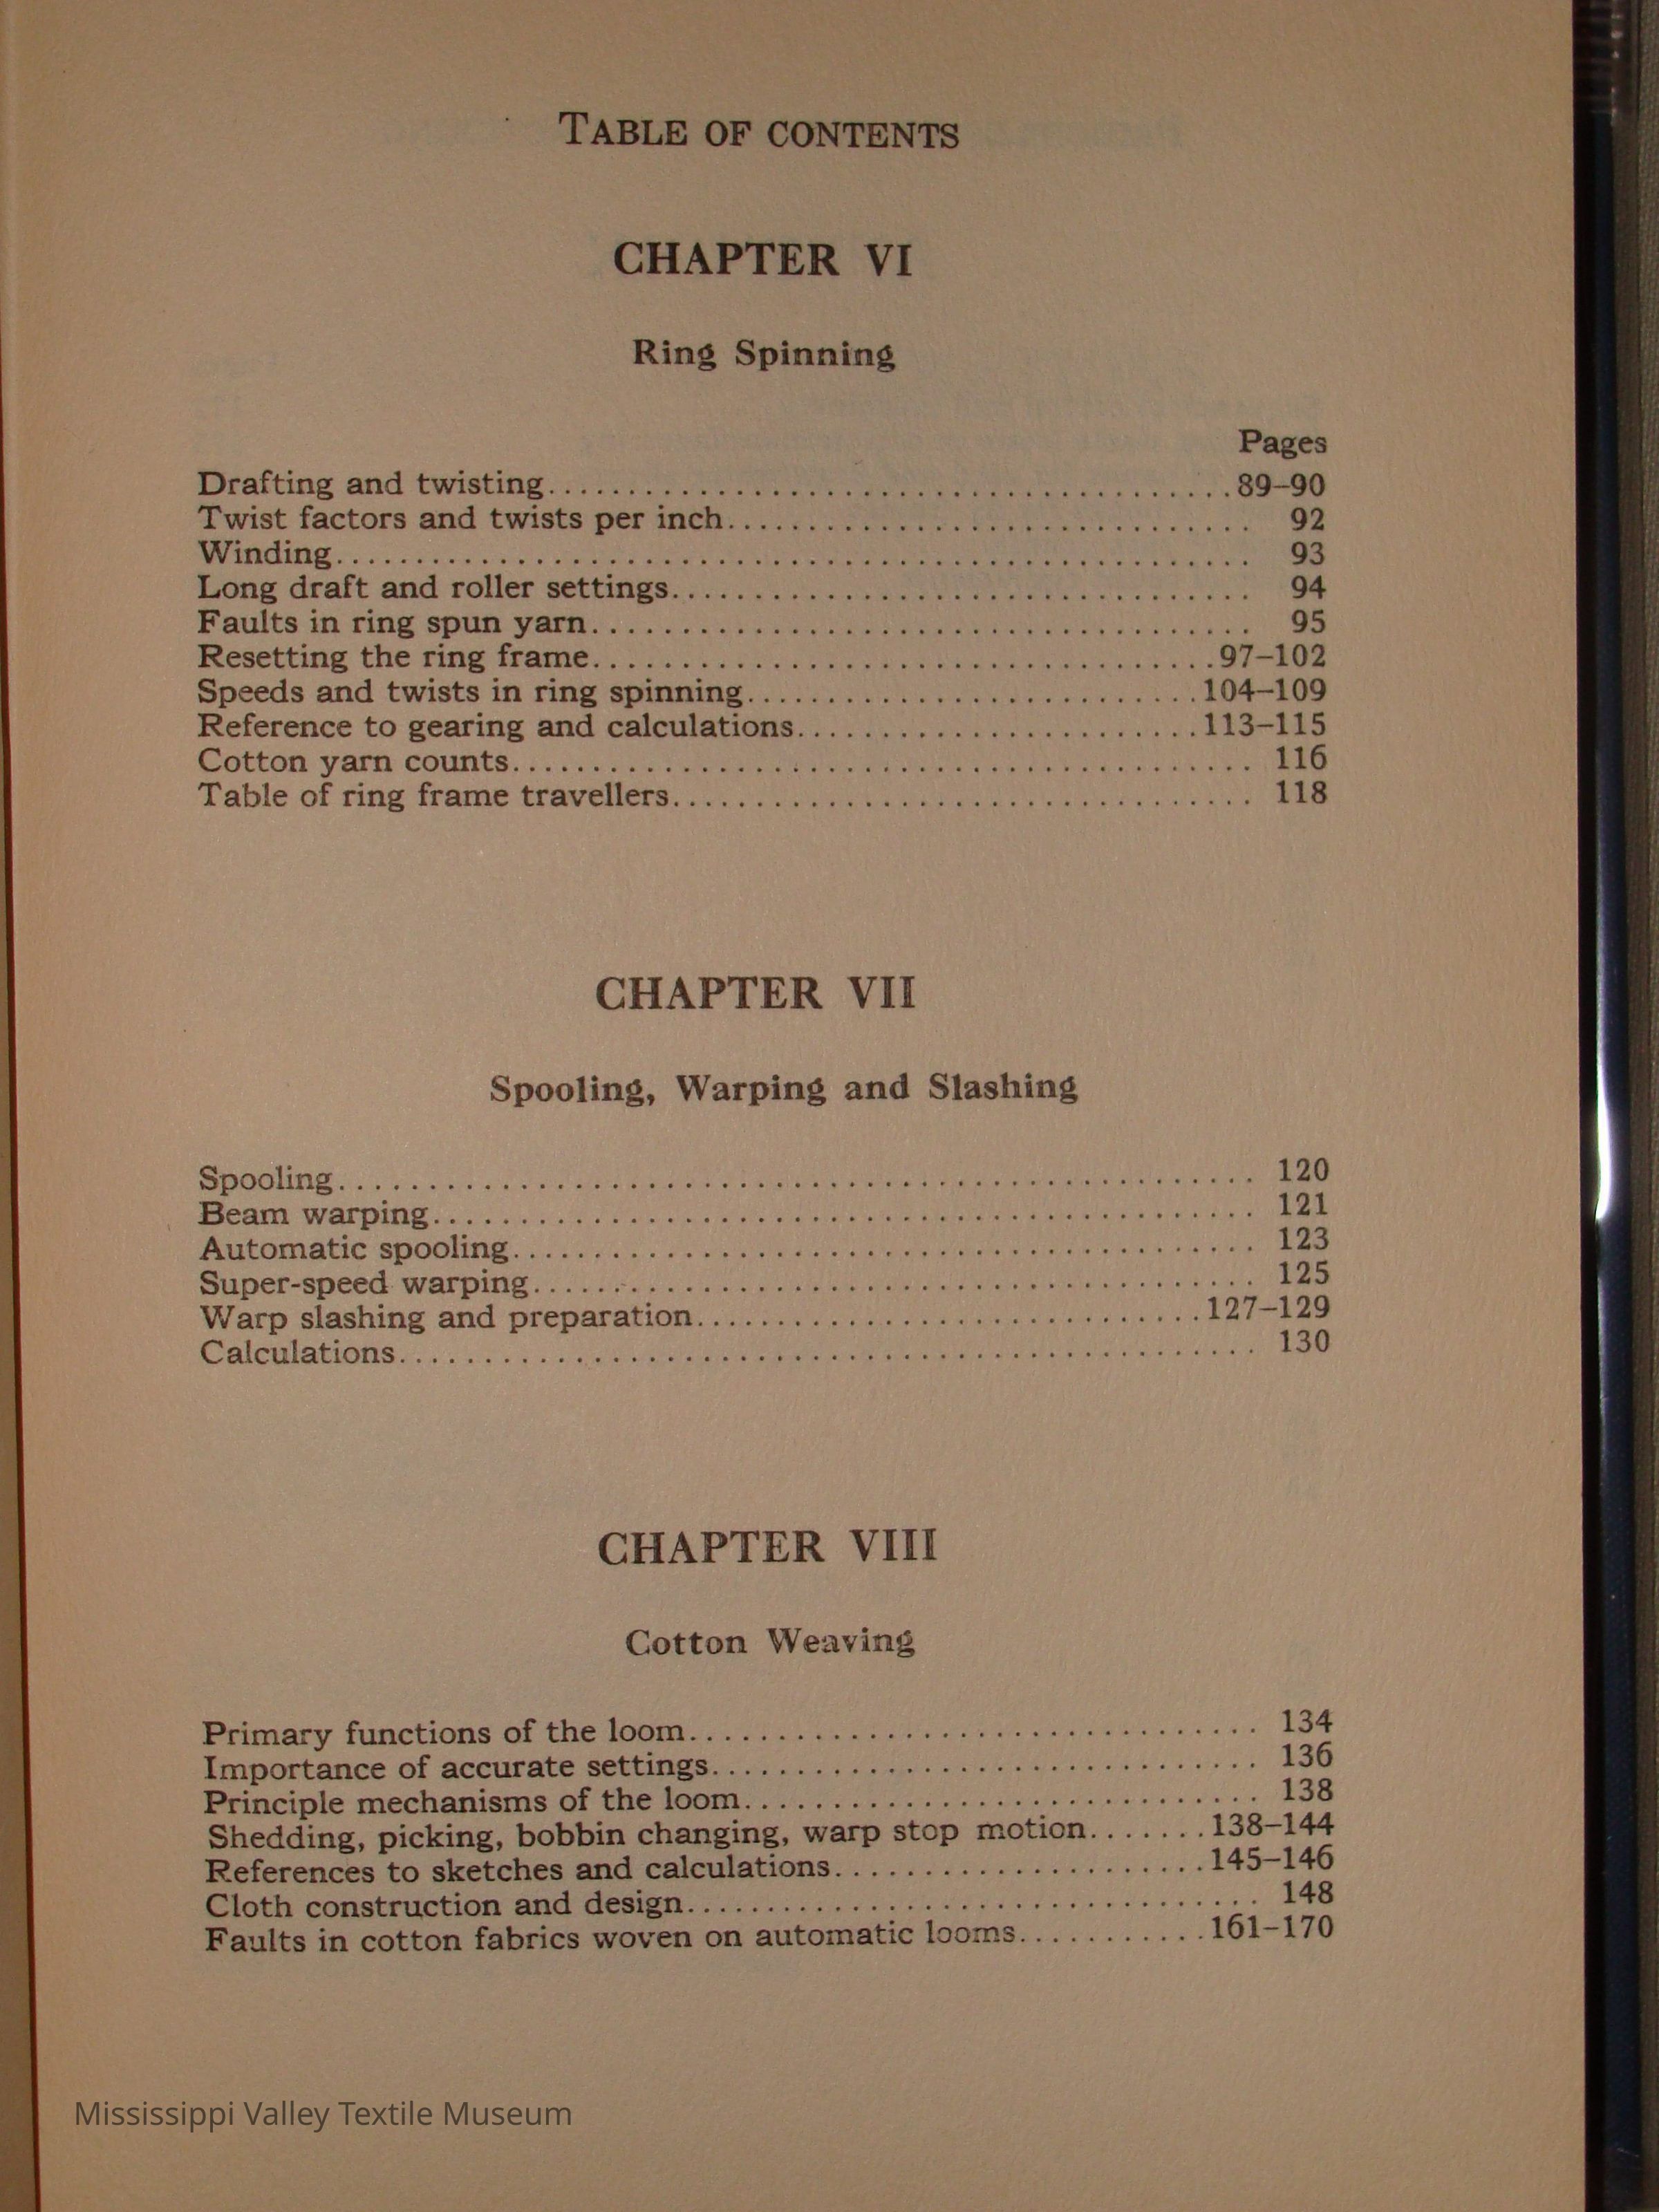 TABLE OF CONTENTS
CHAPTER VI
Ring Spinning
Pages
Drafting and twisting..........................................89–90
Twist factors and twists per inch................................ 92
Winding......................................................... 93
Long draft and roller settings................................... 94
Faults in ring spun yarn........................................ 95
Resetting the ring frame.....................................97–102
Speeds and twists in ring spinning...........................104–109
Reference to gearing and calculations........................113–115
Cotton yarn counts.............................................. 116
Table of ring frame travellers................................... 118
CHAPTER VII
Spooling, Warping and Slashing
Spooling........................................................ 120
Beam warping.................................................... 121
Automatic spooling.............................................. 123
Super-speed warping............................................. 125
Warp slashing and preparation................................127–129
Calculations.................................................... 130
CHAPTER VIII
Cotton Weaving
Primary functions of the loom................................... 134
Importance of accurate settings................................. 136
Principle mechanisms of the loom................................ 138
Shedding, picking, bobbin changing, warp stop motion.......138–144
References to sketches and calculations......................145–146
Cloth construction and design................................... 148
Faults in cotton fabrics woven on automatic looms...........161–170
Mississippi Valley Textile Museum